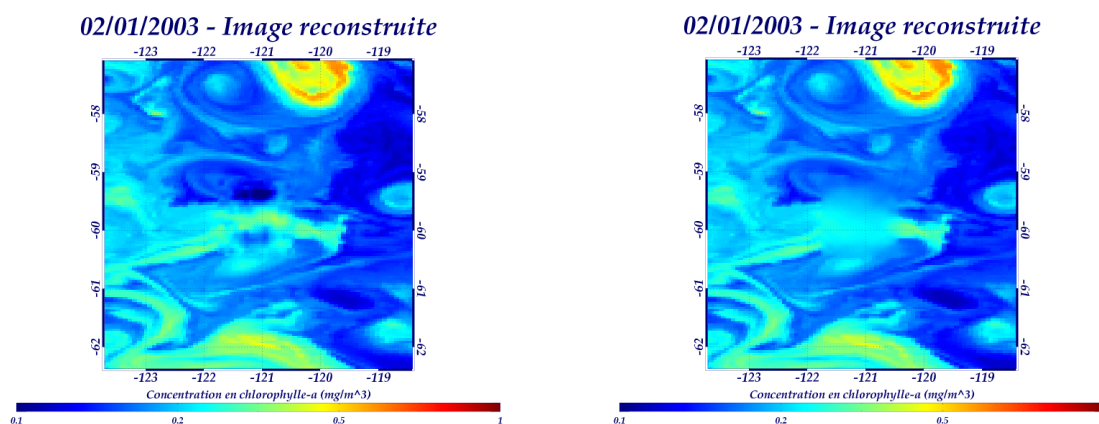 02/01/2003 - Image reconstruite
-123 -122 -121 -120 -119
-58 -58
-59 -59
-60 -60
-61 -61
-62 -62
-123 -122 -121 -120 -119
Concentration en chlorophylle-a (mg/m^3)
0.1 0.2 0.5 1
02/01/2003 - Image reconstruite
-123 -122 -121 -120 -119
-58 -58
-59 -59
-60 -60
-61 -61
-62 -62
-123 -122 -121 -120 -119
Concentration en chlorophylle-a (mg/m^3)
0.1 0.2 0.5